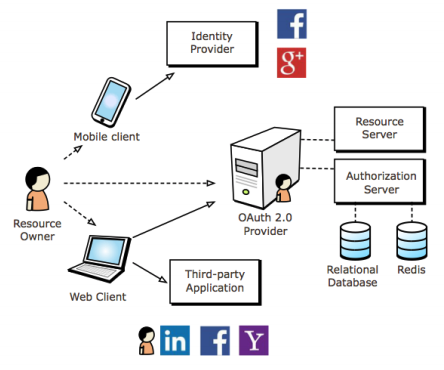 Identity
Provider
f
g+
Mobile client
Resource
Server
Authorization
Server
Resource
Owner
OAuth 2.0
Provider
Web Client
Third-party
Application
Relational
Database
Redis
in
f
Y